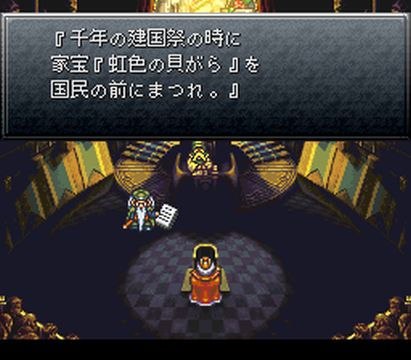 『千年の建国祭の時に
家宝『虹色の貝がら』を
国民の前にまつれ。』